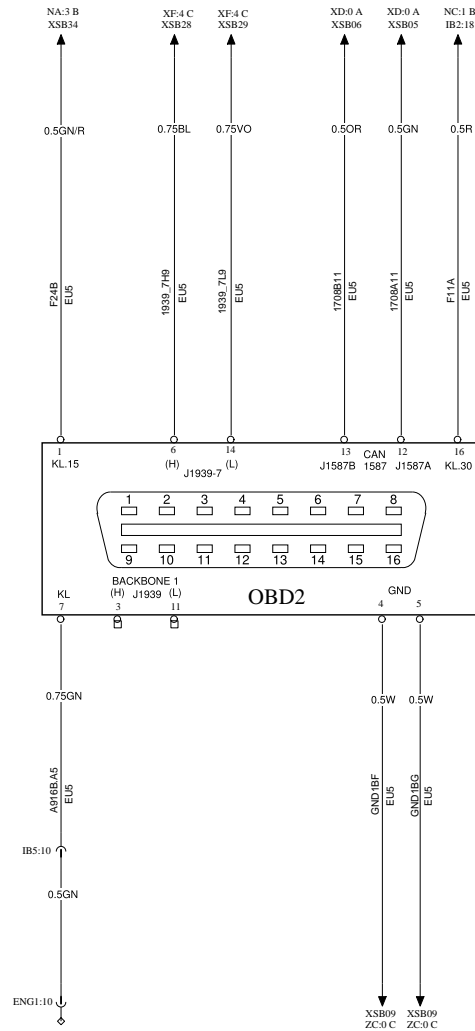 NA:3 B XF:4 C XF:4 C XD:0 A XD:0 A NC:1 B
XSB34 XSB28 XSB29 XSB06 XSB05 IB2:18
0.5GN/R 0.75BL 0.75VO 0.5OR 0.5GN 0.5R
F24B 1939_7H9 1939_7L9 1708B11 1708A11 F11A
EU5 EU5 EU5 EU5 EU5 EU5
1 6 14 13 CAN 12 16
KL.15 (H) (L) J1587B 1587 J1587A KL.30
J1939-7
1 2 3 4 5 6 7 8
9 10 11 12 13 14 15 16
BACKBONE 1
KL (H) J1939 (L) OBD2 GND
7 3 11 4 5
0.75GN 0.5W 0.5W
A916B.A5 GND1BF GND1BG
EU5 EU5 EU5
IB5:10
0.5GN
ENG1:10
XSB09 XSB09
ZC:0 C ZC:0 C